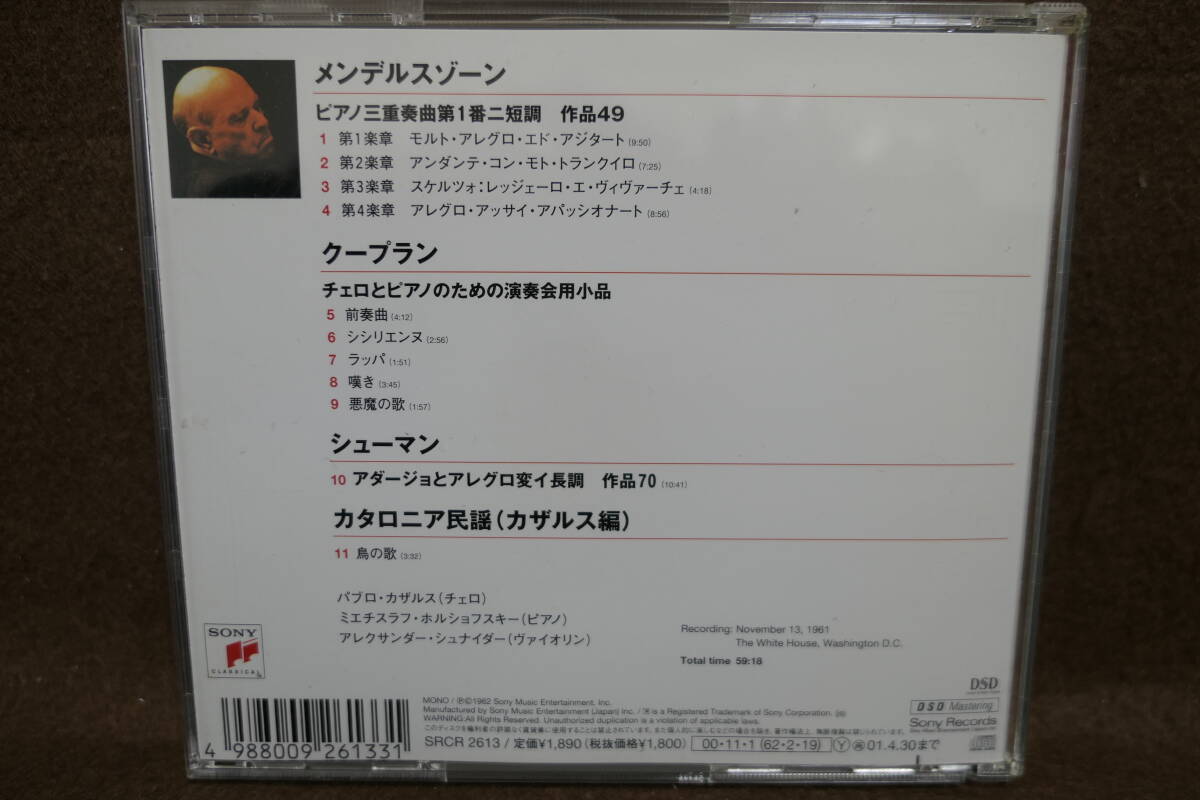 メンデルスゾーン
ピアノ三重奏曲第1番ニ短調 作品49
1 第1楽章 モルト・アレグロ・エド・アジタート (9:50)
2 第2楽章 アンダンテ・コン・モト・トランクイロ (7:25)
3 第3楽章 スケルツォ:レッジェーロ・エ・ヴィヴァーチェ (4:18)
4 第4楽章 アレグロ・アッサイ・アパッシオナート (8:56)
クープラン
チェロとピアノのための演奏会用小品
5 前奏曲 (4:12)
6 シシリエンヌ (2:56)
7 ラッパ (1:51)
8 嘆き (3:45)
9 悪魔の歌 (1:57)
シューマン
10 アダージョとアレグロ変イ長調 作品70 (10:41)
カタロニア民謡(カザルス編)
11 鳥の歌 (3:32)
パブロ・カザルス(チェロ)
ミエチスラフ・ホルショフスキー(ピアノ)
アレクサンダー・シュナイダー(ヴァイオリン)
Recording: November 13, 1961
The White House, Washington D.C.
Total time 59:18
SONY
CLASSICAL
DSD
DSD Mastering
Sony Records
MONO / ℗©1962 Sony Music Entertainment. Inc.
Manufactured by Sony Music Entertainment (Japan) Inc. / is a Registered Trademark of Sony Corporation.
WARNING:All Rights Reserved. Unauthorized duplication is a violation of applicable laws.
SRCR 2613 / 定価¥1,890(税抜価格¥1,800) 00・11・1 (62・2・19) Y 01.4.30まで
4 988009 261331